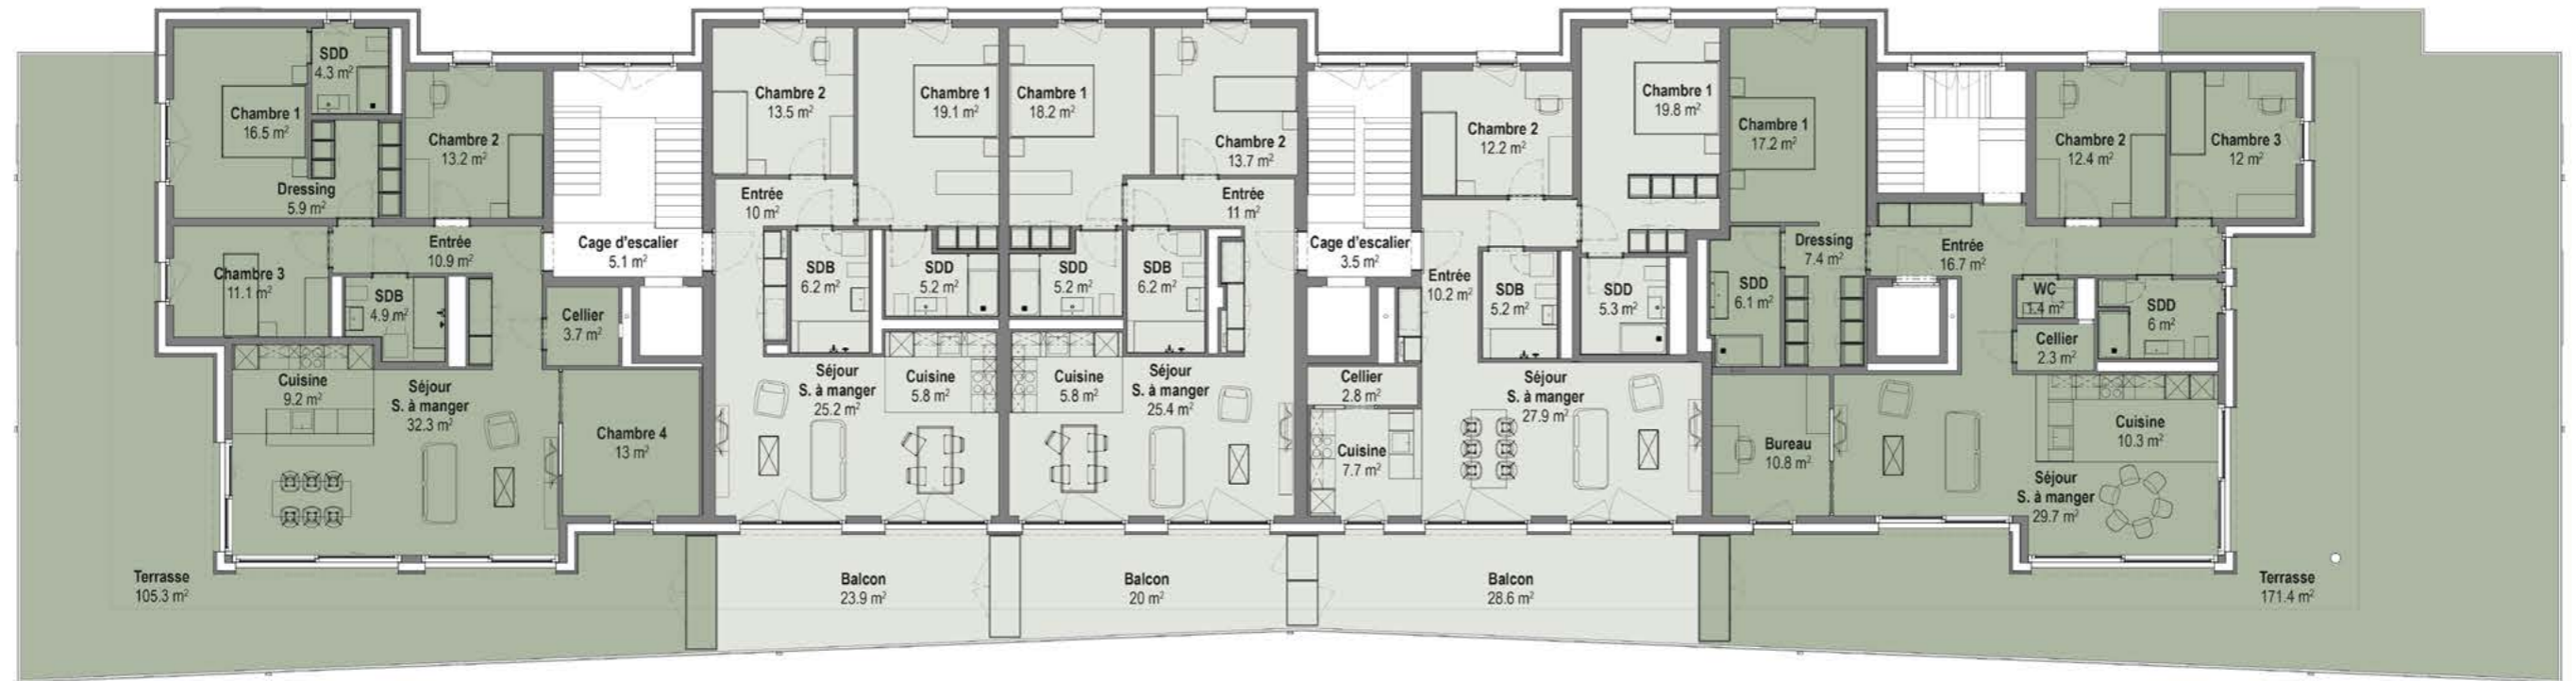 SDD
4.3 m²
Chambre 1
16.5 m²
Chambre 2
13.2 m²
Dressing
5.9 m²
Chambre 3
11.1 m²
Entrée
10.9 m²
SDB
4.9 m²
Cellier
3.7 m²
Cuisine
9.2 m²
Séjour
S. à manger
32.3 m²
Chambre 4
13 m²
Terrasse
105.3 m²
Cage d'escalier
5.1 m²
Chambre 2
13.5 m²
Chambre 1
19.1 m²
Entrée
10 m²
SDB
6.2 m²
SDD
5.2 m²
Séjour
S. à manger
25.2 m²
Cuisine
5.8 m²
Balcon
23.9 m²
Chambre 1
18.2 m²
Chambre 2
13.7 m²
Entrée
11 m²
SDD
5.2 m²
SDB
6.2 m²
Cuisine
5.8 m²
Séjour
S. à manger
25.4 m²
Balcon
20 m²
Cage d'escalier
3.5 m²
Chambre 2
12.2 m²
Chambre 1
19.8 m²
Entrée
10.2 m²
SDB
5.2 m²
SDD
5.3 m²
Cellier
2.8 m²
Cuisine
7.7 m²
Séjour
S. à manger
27.9 m²
Balcon
28.6 m²
Chambre 1
17.2 m²
Chambre 2
12.4 m²
Chambre 3
12 m²
Dressing
7.4 m²
Entrée
16.7 m²
SDD
6.1 m²
WC
1.4 m²
SDD
6 m²
Cellier
2.3 m²
Bureau
10.8 m²
Cuisine
10.3 m²
Séjour
S. à manger
29.7 m²
Terrasse
171.4 m²